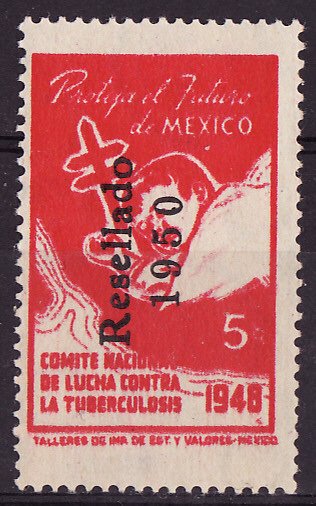 Proteja el Futuro
de MEXICO
Resellado
1950
5
COMITE NACIONAL
DE LUCHA CONTRA
LA TUBERCULOSIS
1948
TALLERES DE IMP. DE EST. Y VALORES-MEXICO